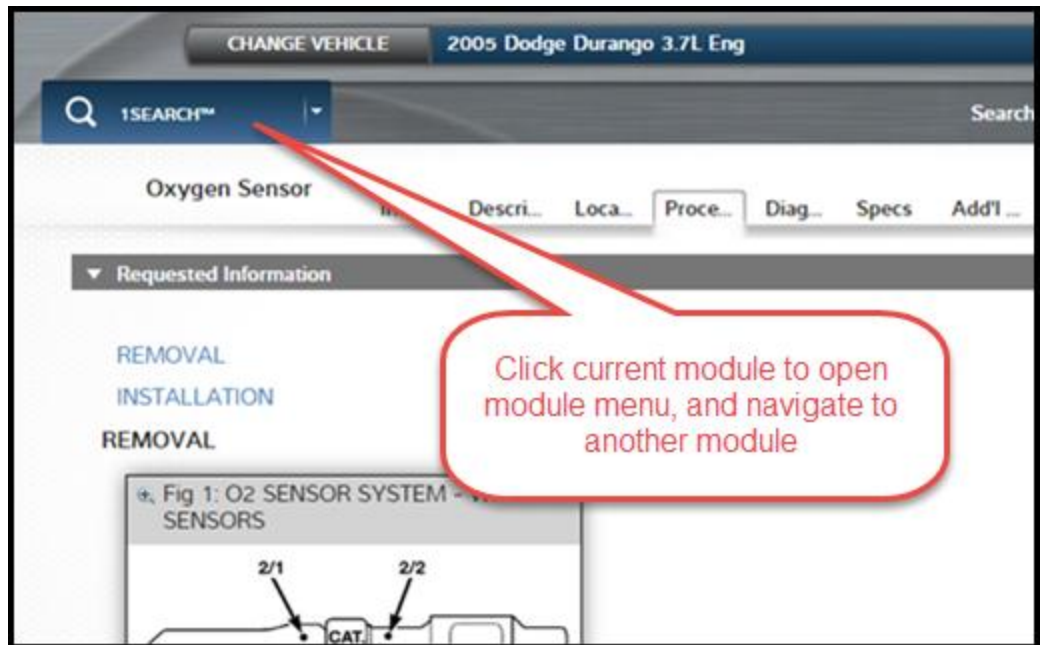 CHANGE VEHICLE
2005 Dodge Durango 3.7L Eng
1SEARCH™
Search
Oxygen Sensor
Descri...
Loca...
Proce...
Diag...
Specs
Add'l ...
Requested Information
REMOVAL
INSTALLATION
REMOVAL
Click current module to open
module menu, and navigate to
another module
Fig 1: O2 SENSOR SYSTEM -
SENSORS
2/1
2/2
CAT.